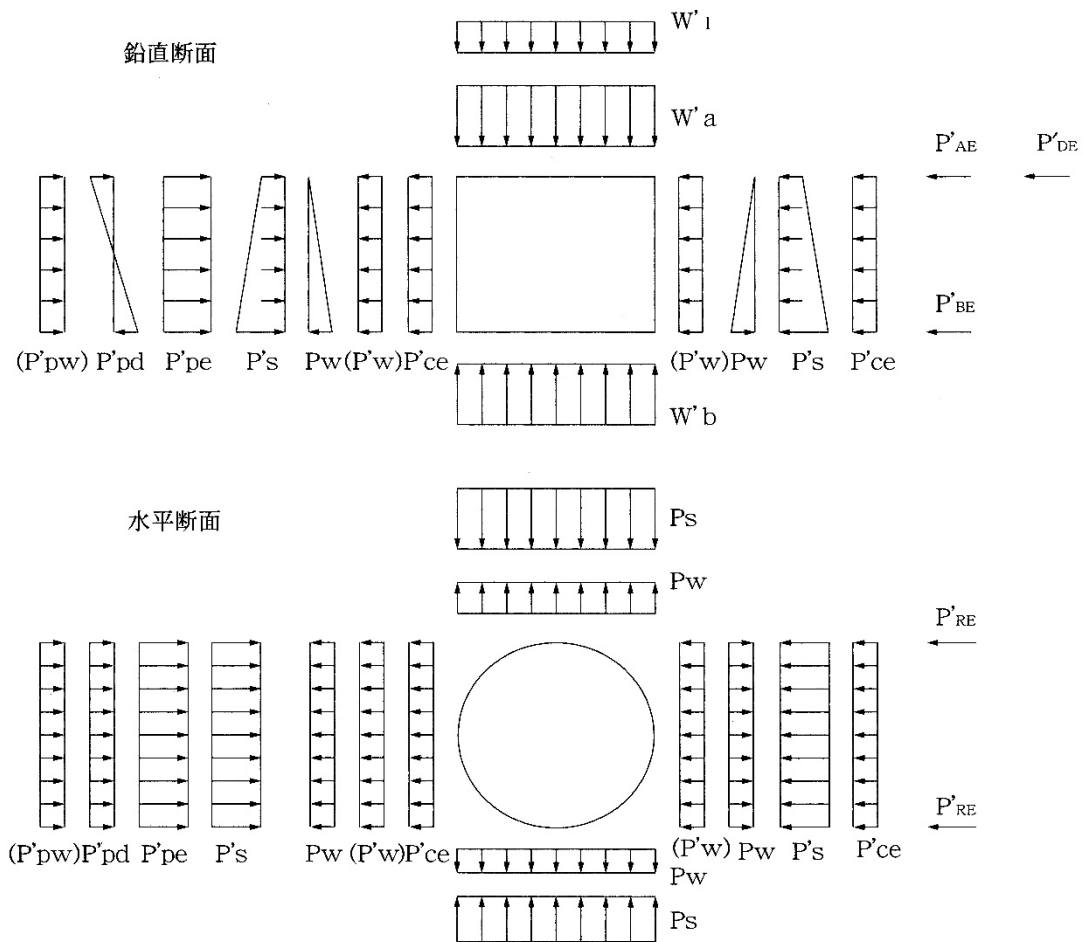 W'1
鉛直断面
W'a
P'AE P'DE
P'BE
(P'pw) P'pd P'pe P's Pw (P'w) P'ce (P'w) Pw P's P'ce
W'b
水平断面
Ps
Pw
P'RE
P'RE
(P'pw) P'pd P'pe P's Pw (P'w) P'ce (P'w) Pw P's P'ce
Pw
Ps